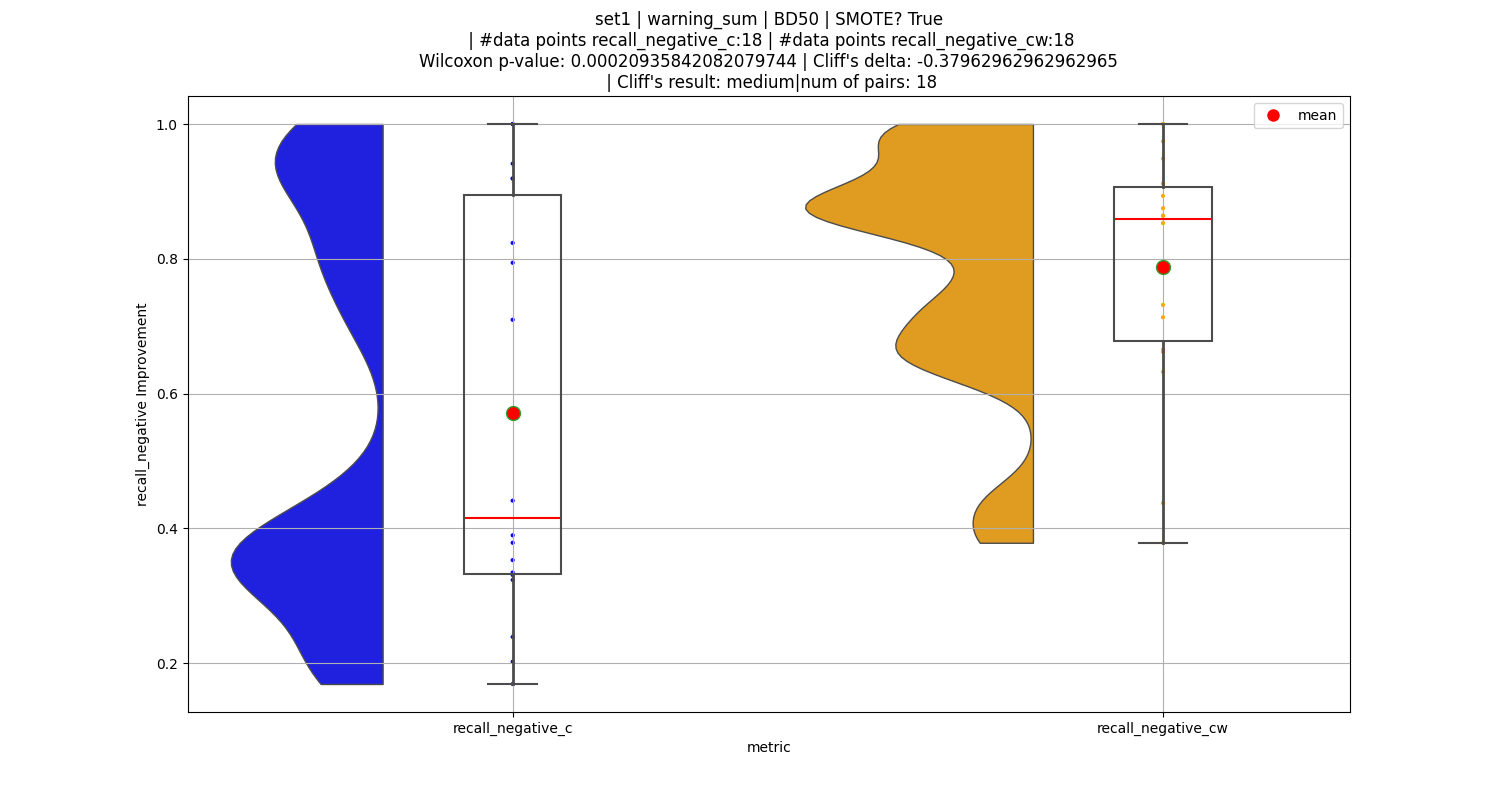 set1 | warning_sum | BD50 | SMOTE? True
| #data points recall_negative_c:18 | #data points recall_negative_cw:18
Wilcoxon p-value: 0.00020935842082079744 | Cliff's delta: -0.37962962962962965
| Cliff's result: medium|num of pairs: 18
mean
1.0
0.8
0.6
0.4
0.2
recall_negative Improvement
recall_negative_c
recall_negative_cw
metric